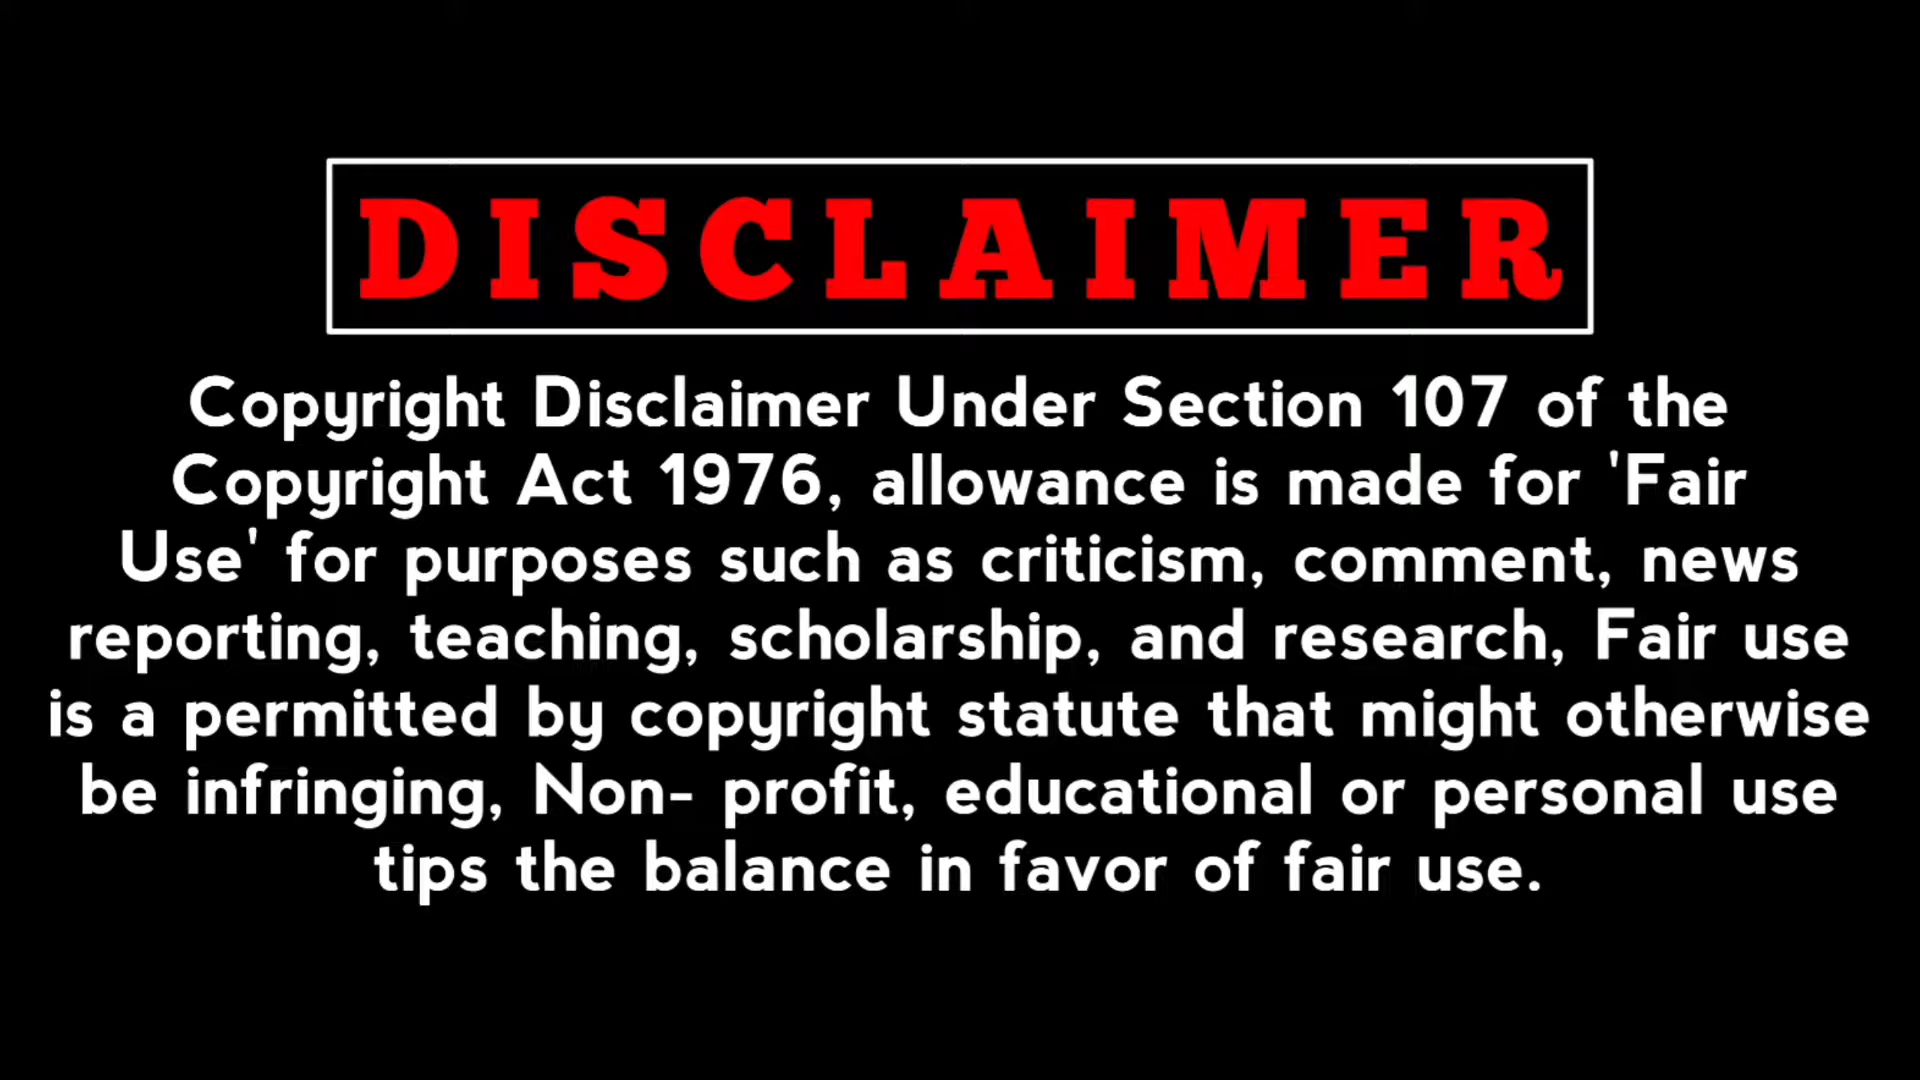 DISCLAIMER
Copyright Disclaimer Under Section 107 of the
Copyright Act 1976, allowance is made for 'Fair
Use' for purposes such as criticism, comment, news
reporting, teaching, scholarship, and research, Fair use
is a permitted by copyright statute that might otherwise
be infringing, Non- profit, educational or personal use
tips the balance in favor of fair use.